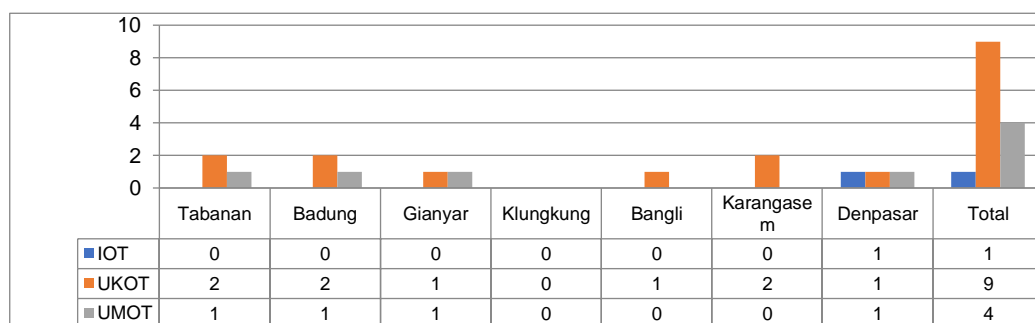 10
8
6
4
2
0
Tabanan Badung Gianyar Klungkung Bangli Karangase
m Denpasar Total
IOT 0 0 0 0 0 0 1 1
UKOT 2 2 1 0 1 2 1 9
UMOT 1 1 1 0 0 0 1 4